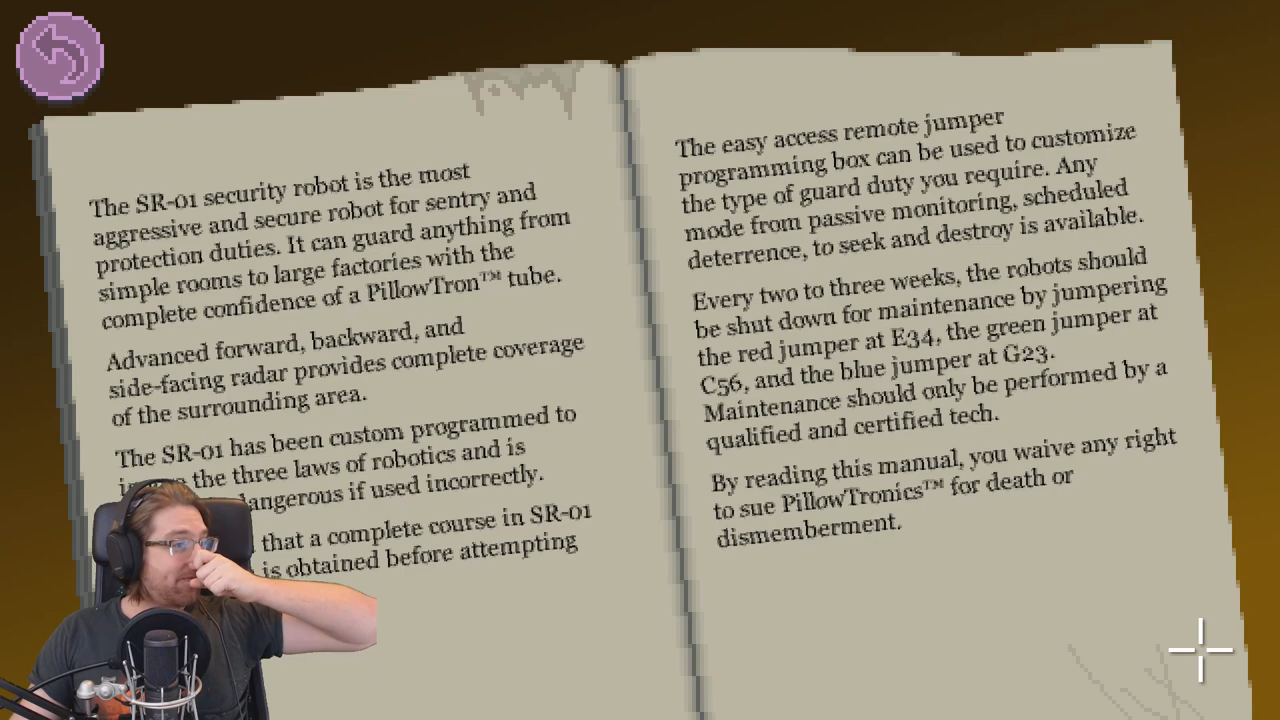 The SR-01 security robot is the most
aggressive and secure robot for sentry and
protection duties. It can guard anything from
simple rooms to large factories with the
complete confidence of a PillowTron™ tube.
Advanced forward, backward, and
side-facing radar provides complete coverage
of the surrounding area.
The SR-01 has been custom programmed to
the three laws of robotics and is
dangerous if used incorrectly.
that a complete course in SR-01
is obtained before attempting
The easy access remote jumper
programming box can be used to customize
the type of guard duty you require. Any
mode from passive monitoring, scheduled
deterrence, to seek and destroy is available.
Every two to three weeks, the robots should
be shut down for maintenance by jumpering
the red jumper at E34, the green jumper at
C56, and the blue jumper at G23.
Maintenance should only be performed by a
qualified and certified tech.
By reading this manual, you waive any right
to sue PillowTronics™ for death or
dismemberment.